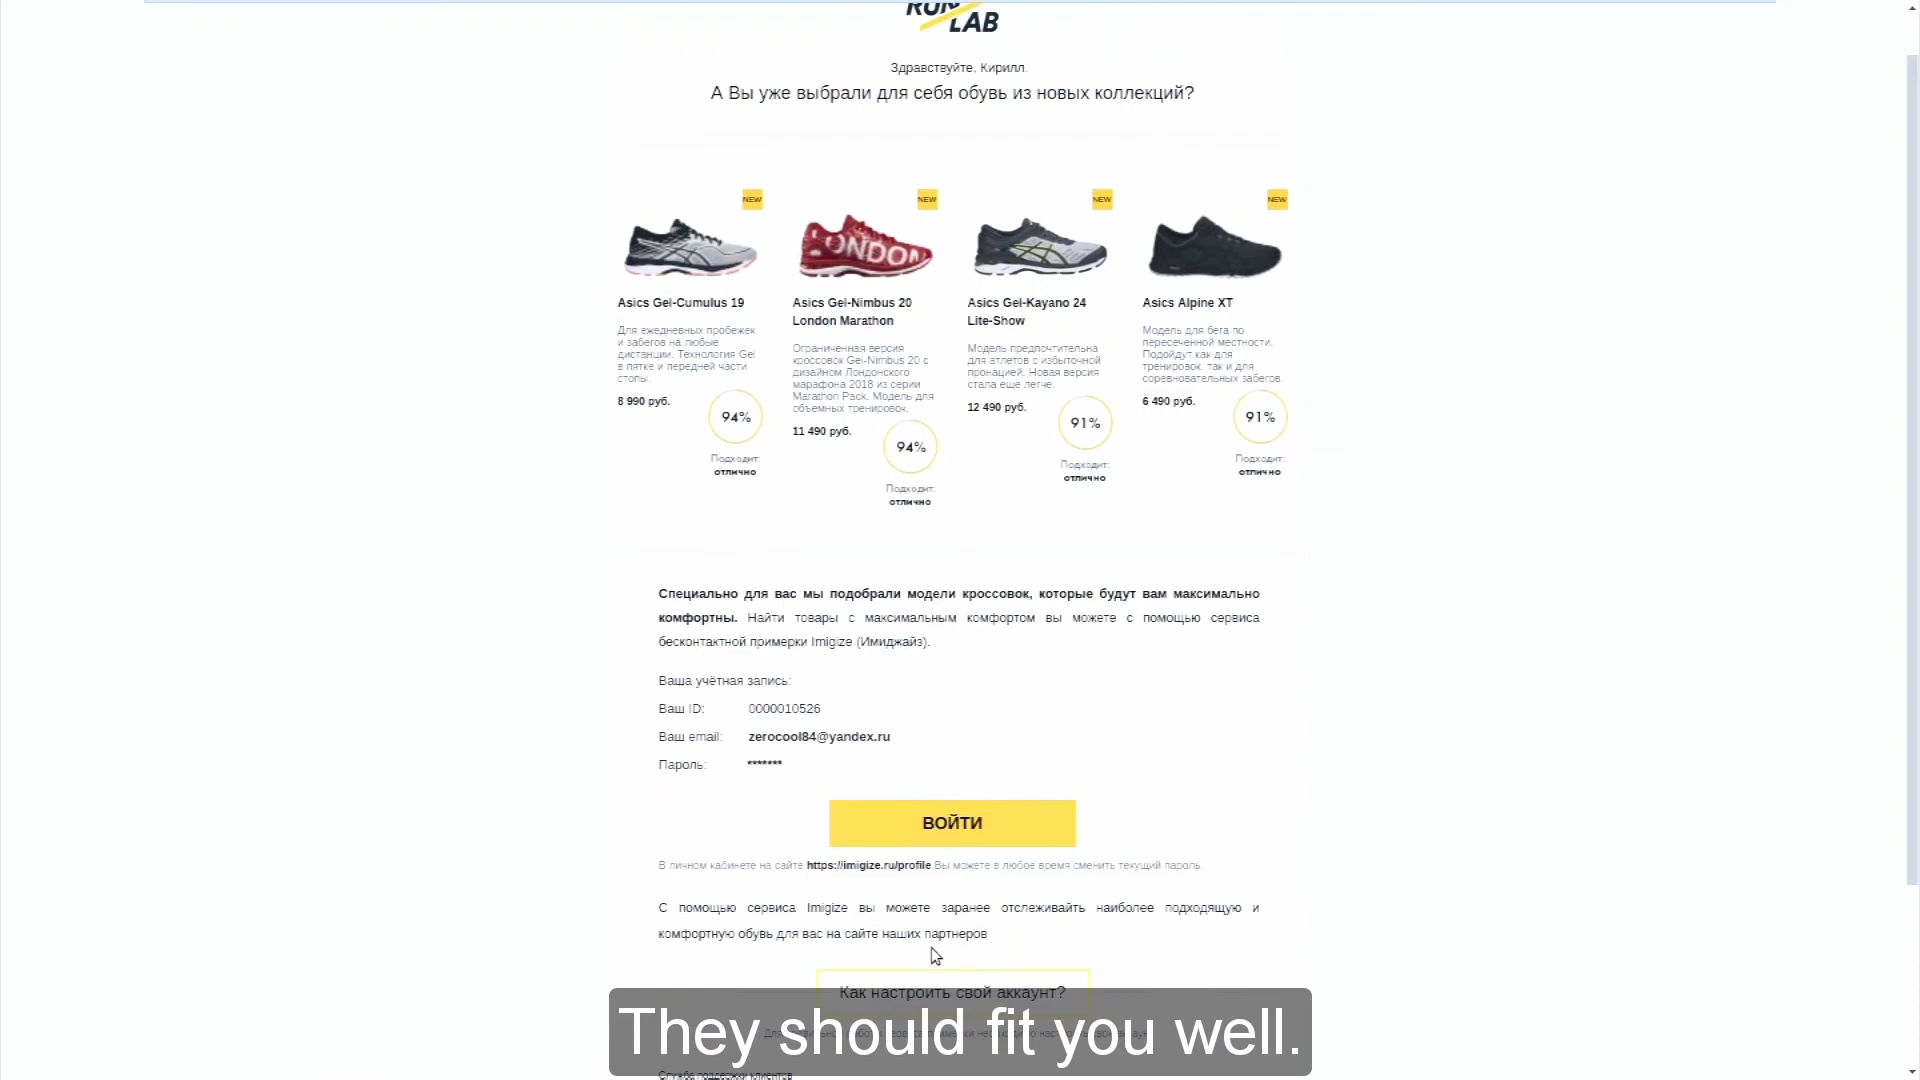 RUN
LAB
Здравствуйте, Кирилл.
А Вы уже выбрали для себя обувь из новых коллекций?
NEW
NEW
NEW
NEW
LONDON
Asics Gel-Cumulus 19
Для ежедневных пробежек
и забегов на любые
дистанции. Технология Gel
в пятке и передней части
стопы.
8 990 руб.
94%
Подходит:
отлично
Asics Gel-Nimbus 20
London Marathon
Ограниченная версия
кроссовок Gel-Nimbus 20 с
дизайном Лондонского
марафона 2018 из серии
Marathon Pack. Модель для
объемных тренировок.
11 490 руб.
94%
Подходит:
отлично
Asics Gel-Kayano 24
Lite-Show
Модель предпочтительна
для атлетов с избыточной
пронацией. Новая версия
стала еще легче.
12 490 руб.
91%
Подходит:
отлично
Asics Alpine XT
Модель для бега по
пересеченной местности.
Подойдут как для
тренировок, так и для
соревновательных забегов.
6 490 руб.
91%
Подходит:
отлично
Специально для вас мы подобрали модели кроссовок, которые будут вам максимально
комфортны. Найти товары с максимальным комфортом вы можете с помощью сервиса
бесконтактной примерки Imigize (Имиджайз).
Ваша учётная запись:
Ваш ID: 0000010526
Ваш email: zerocool84@yandex.ru
Пароль: *******
ВОЙТИ
В личном кабинете на сайте https://imigize.ru/profile Вы можете в любое время сменить текущий пароль.
С помощью сервиса Imigize вы можете заранее отслеживайть наиболее подходящую и
комфортную обувь для вас на сайте наших партнеров
Как настроить свой аккаунт?
They should fit you well.
Служба поддержки клиентов